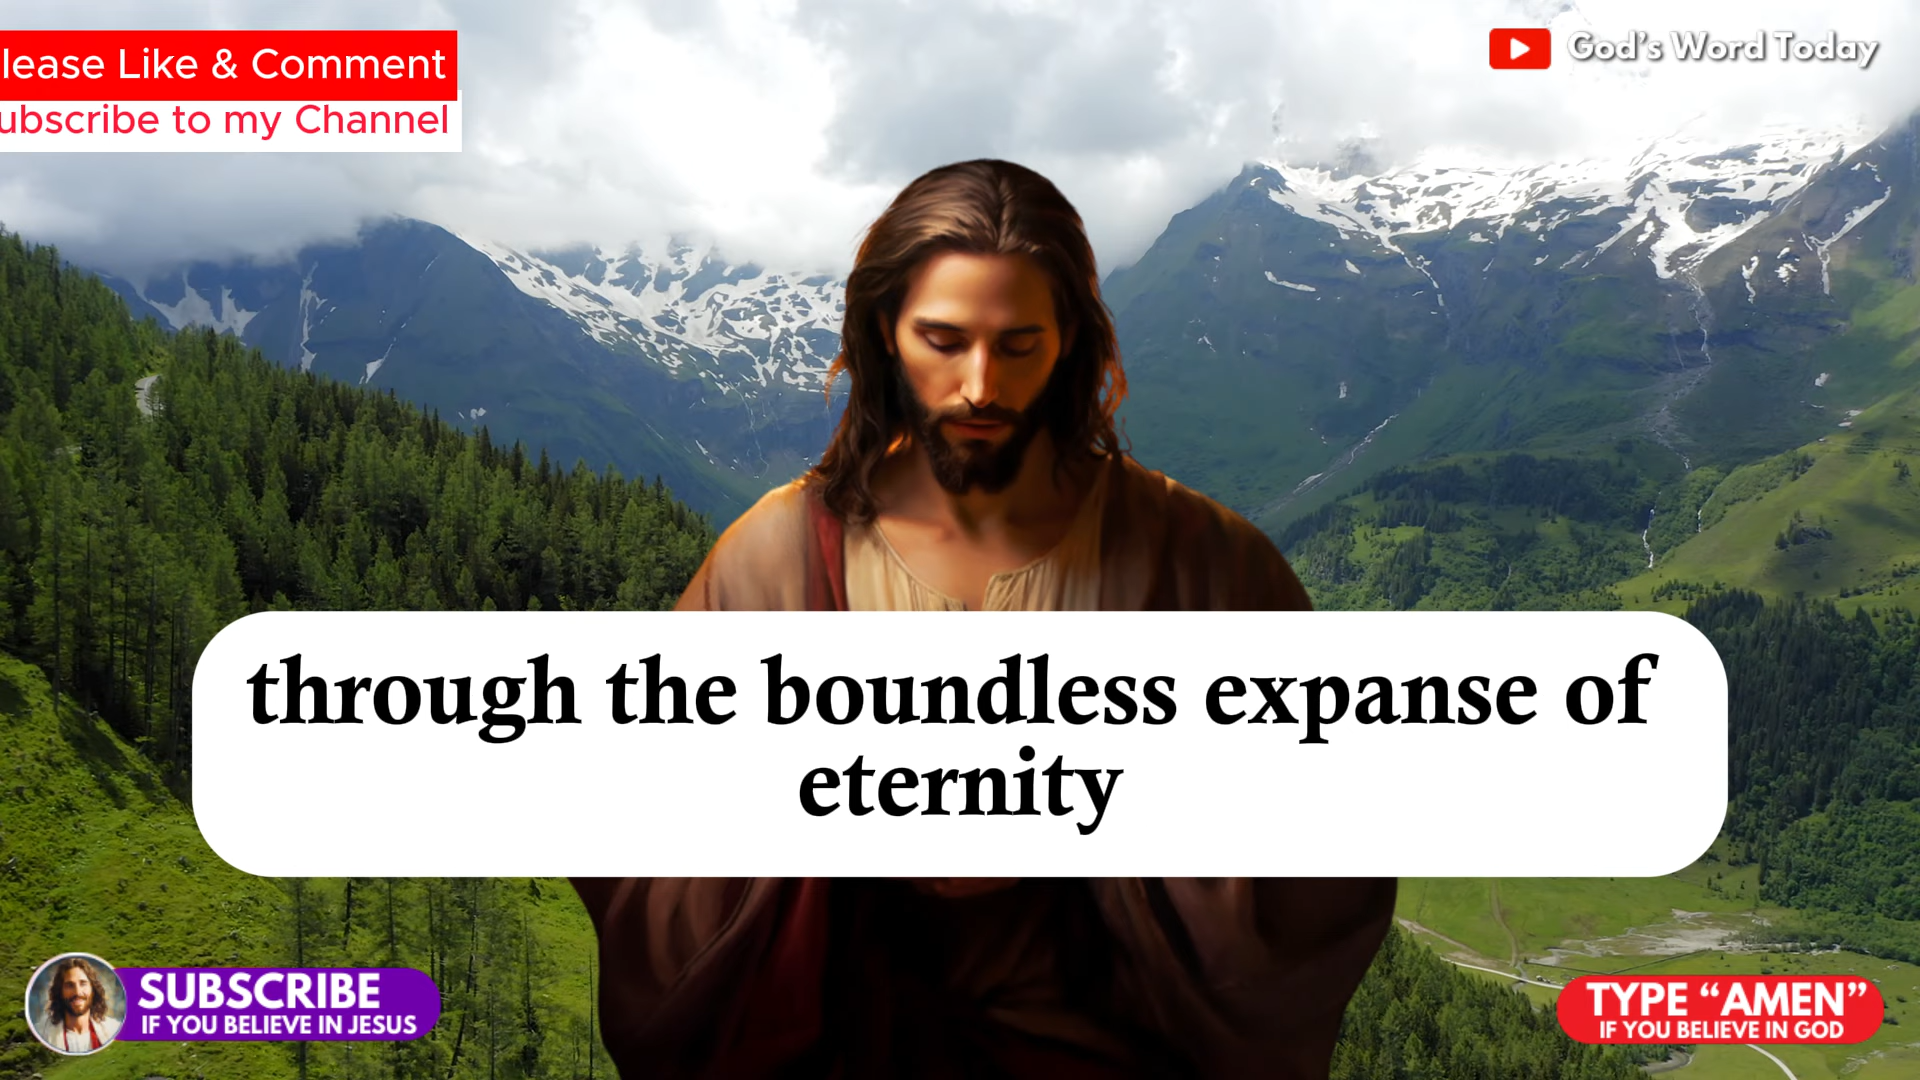 lease Like & Comment
ubscribe to my Channel
God's Word Today
through the boundless expanse of
eternity
SUBSCRIBE
IF YOU BELIEVE IN JESUS
TYPE “AMEN”
IF YOU BELIEVE IN GOD